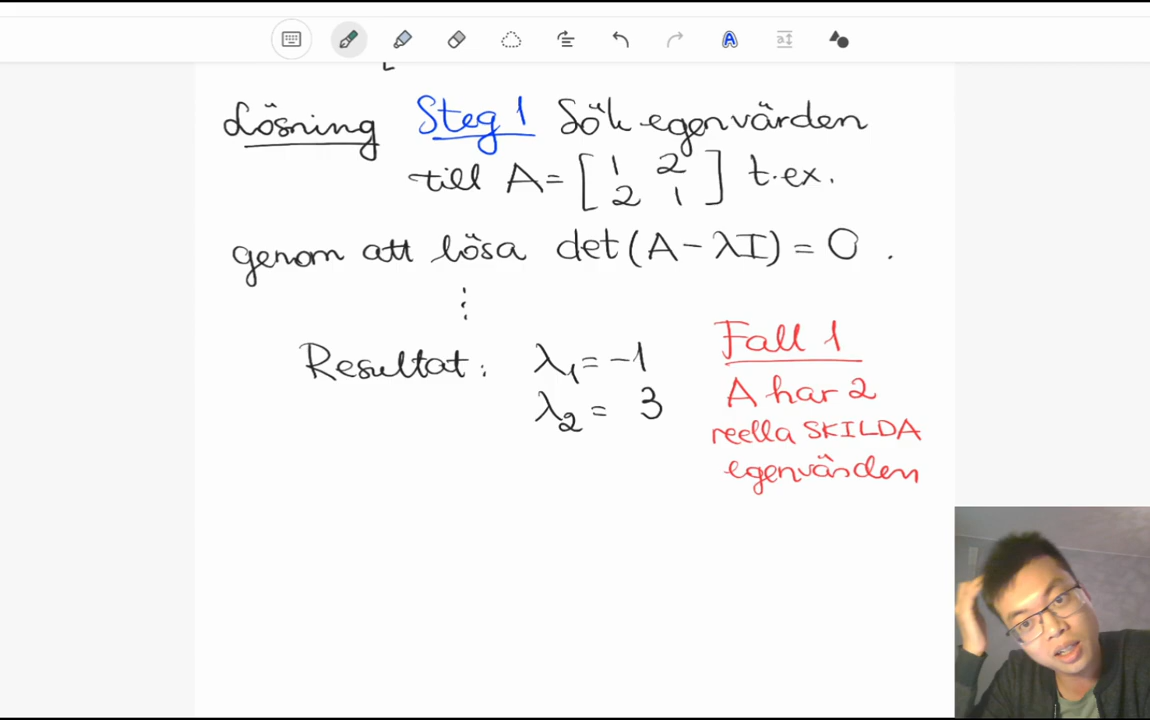 Lösning Steg 1 Sök egenvärden
till A = [1 2
2 1] t.ex.
genom att lösa det(A - λI) = 0.
⋮
Resultat: λ₁ = -1
λ₂ = 3
Fall 1
A har 2
reella SKILDA
egenvärden